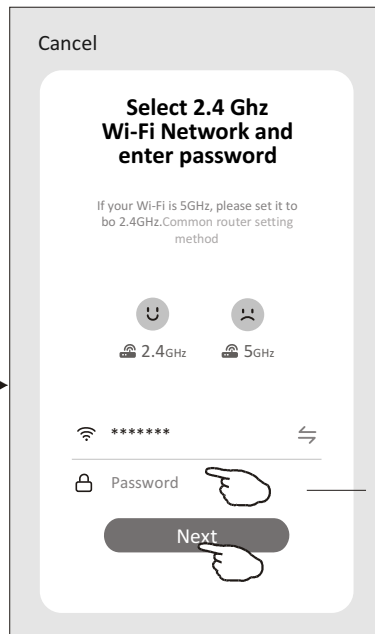 Cancel
Select 2.4 Ghz
Wi-Fi Network and
enter password
If your Wi-Fi is 5GHz, please set it to
bo 2.4GHz.Common router setting
method
2.4GHz 5GHz
*******
Password
Next